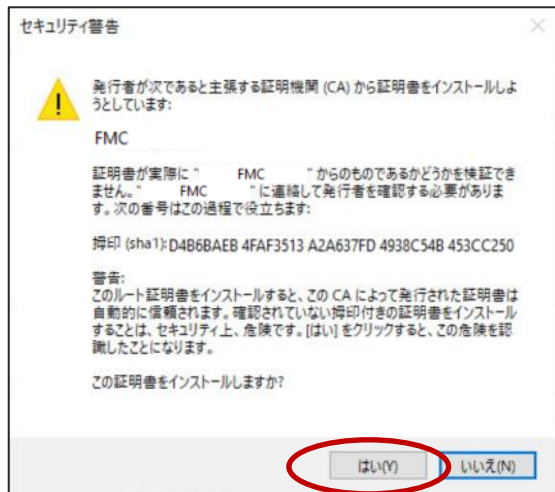 セキュリティ警告
発行者が次であると主張する証明機関 (CA) から証明書をインストールしよ
うとしています:
FMC
証明書が実際に " FMC " からのものであるかどうかを検証でき
ません。" FMC " に連絡して発行者を確認する必要がありま
す。次の番号はこの過程で役立ちます:
拇印 (sha1): D4B6BAEB 4FAF3513 A2A637FD 4938C54B 453CC250
警告:
このルート証明書をインストールすると、この CA によって発行された証明書は
自動的に信頼されます。確認されていない拇印付きの証明書をインストール
することは、セキュリティ上、危険です。[はい] をクリックすると、この危険を認
識したことになります。
この証明書をインストールしますか?
はい(Y) いいえ(N)